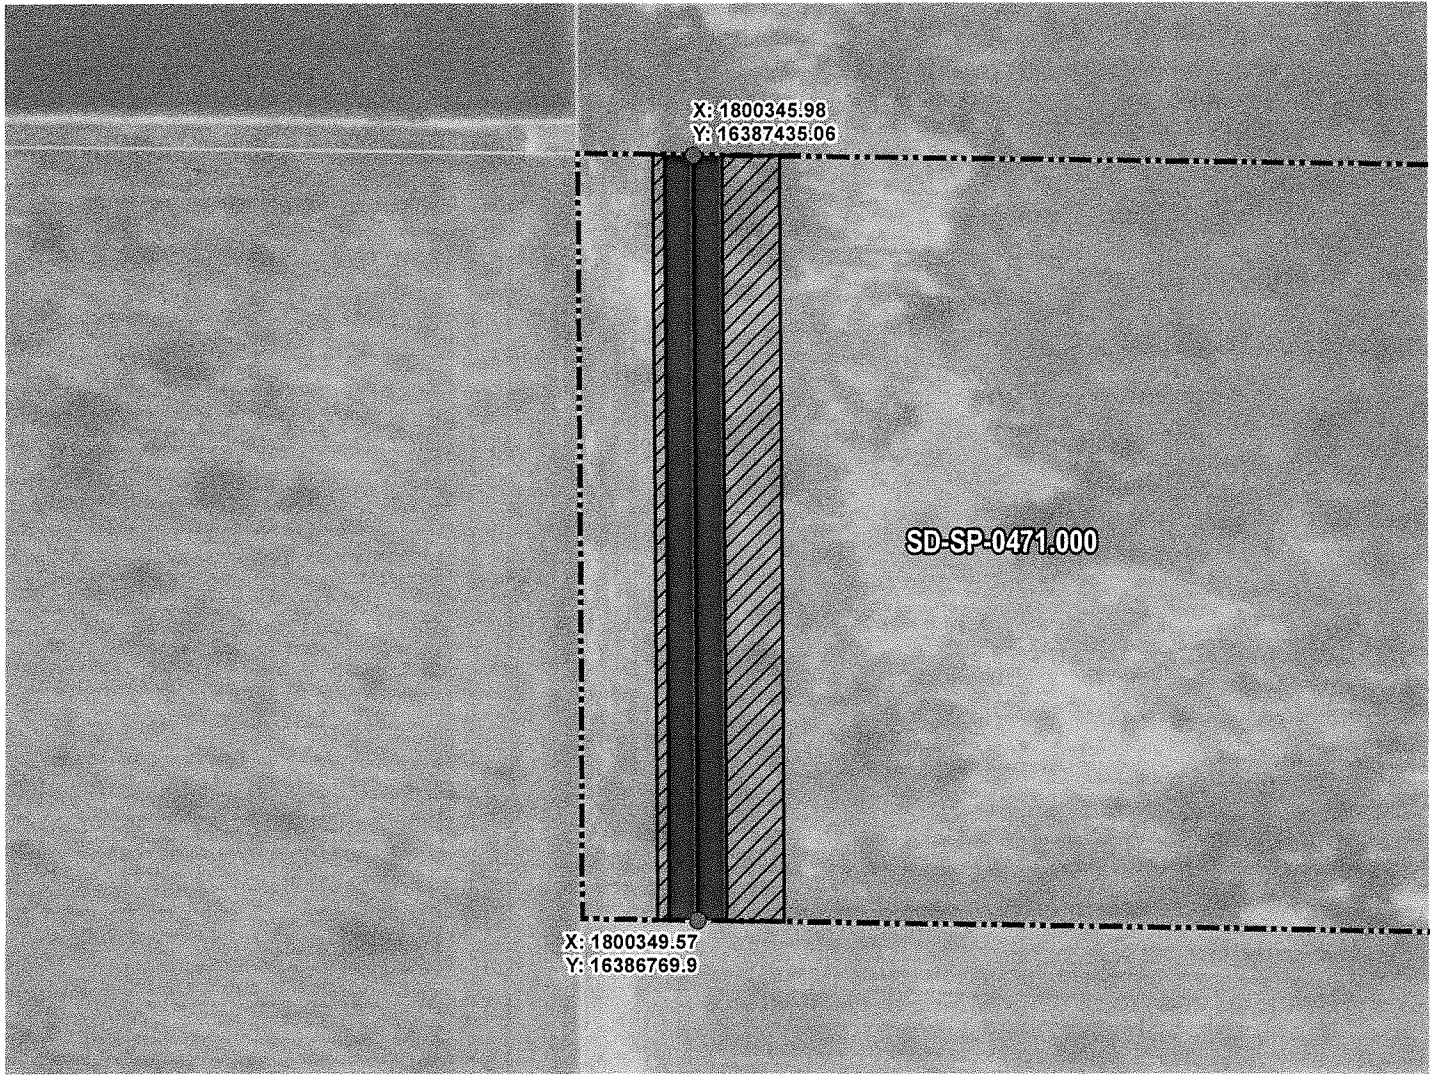 X: 1800345.98
Y: 16387435.06
SD-SP-0471.000
X: 1800349.57
Y: 16386769.9